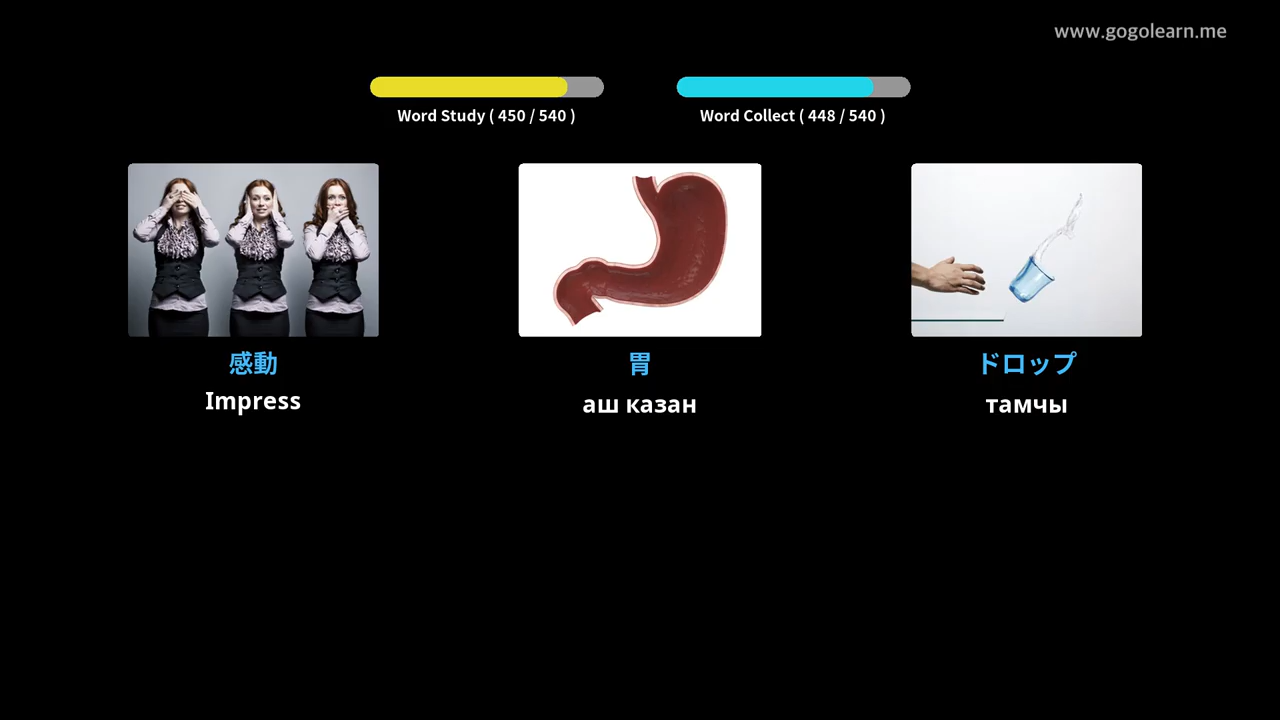 www.gogolearn.me
Word Study ( 450 / 540 )
Word Collect ( 448 / 540 )
感動
Impress
胃
аш казан
ドロップ
тамчы